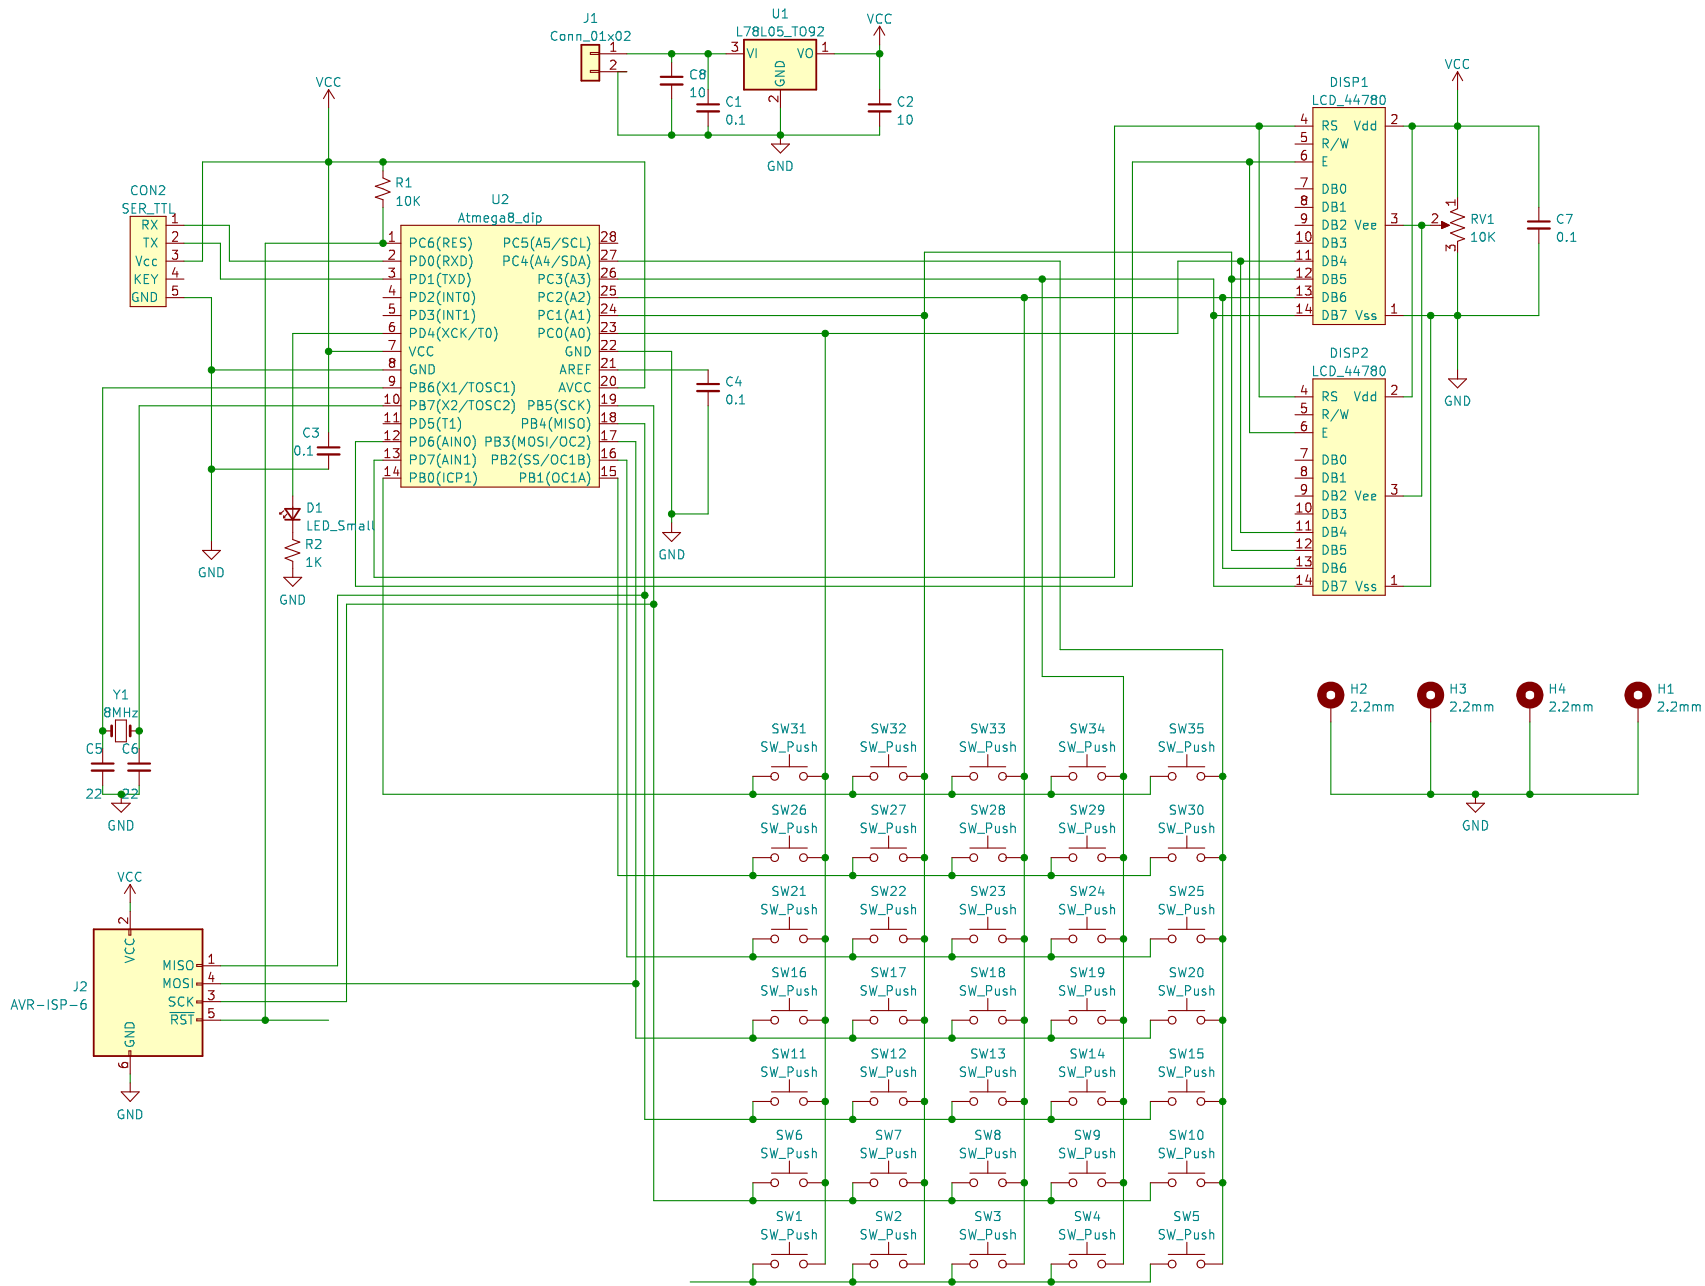 J1
Conn_01x02
1
2
C8
10
C1
0.1
U1
L78L05_TO92
3
VI
VO
1
GND
2
GND
VCC
C2
10
VCC
CON2
SER_TTL
RX 1
TX 2
Vcc 3
KEY 4
GND 5
R1
10K
U2
Atmega8_dip
1 PC6(RES)
2 PD0(RXD)
3 PD1(TXD)
4 PD2(INT0)
5 PD3(INT1)
6 PD4(XCK/T0)
7 VCC
8 GND
9 PB6(X1/TOSC1)
10 PB7(X2/TOSC2)
11 PD5(T1)
12 PD6(AIN0)
13 PD7(AIN1)
14 PB0(ICP1)
PC5(A5/SCL) 28
PC4(A4/SDA) 27
PC3(A3) 26
PC2(A2) 25
PC1(A1) 24
PC0(A0) 23
GND 22
AREF 21
AVCC 20
PB5(SCK) 19
PB4(MISO) 18
PB3(MOSI/OC2) 17
PB2(SS/OC1B) 16
PB1(OC1A) 15
C4
0.1
GND
C3
0.1
GND
D1
LED_Small
R2
1K
GND
VCC
DISP1
LCD_44780
4 RS Vdd 2
5 R/W
6 E
7 DB0
8 DB1
9 DB2 Vee 3
10 DB3
11 DB4
12 DB5
13 DB6
14 DB7 Vss 1
1
2
3
RV1
10K
C7
0.1
GND
DISP2
LCD_44780
4 RS Vdd 2
5 R/W
6 E
7 DB0
8 DB1
9 DB2 Vee 3
10 DB3
11 DB4
12 DB5
13 DB6
14 DB7 Vss 1
H2
2.2mm
H3
2.2mm
H4
2.2mm
H1
2.2mm
GND
Y1
8MHz
C5
22
C6
22
GND
VCC
2
VCC
J2
AVR-ISP-6
MISO 1
MOSI 4
SCK 3
RST 5
GND
6
GND
SW31 SW32 SW33 SW34 SW35
SW_Push SW_Push SW_Push SW_Push SW_Push
SW26 SW27 SW28 SW29 SW30
SW_Push SW_Push SW_Push SW_Push SW_Push
SW21 SW22 SW23 SW24 SW25
SW_Push SW_Push SW_Push SW_Push SW_Push
SW16 SW17 SW18 SW19 SW20
SW_Push SW_Push SW_Push SW_Push SW_Push
SW11 SW12 SW13 SW14 SW15
SW_Push SW_Push SW_Push SW_Push SW_Push
SW6 SW7 SW8 SW9 SW10
SW_Push SW_Push SW_Push SW_Push SW_Push
SW1 SW2 SW3 SW4 SW5
SW_Push SW_Push SW_Push SW_Push SW_Push